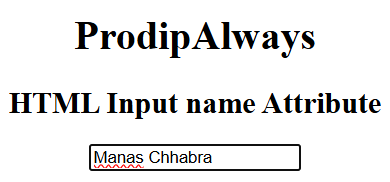 ProdipAlways
HTML Input name Attribute
Manas Chhabra